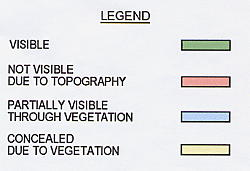 LEGEND
VISIBLE
NOT VISIBLE
DUE TO TOPOGRAPHY
PARTIALLY VISIBLE
THROUGH VEGETATION
CONCEALED
DUE TO VEGETATION